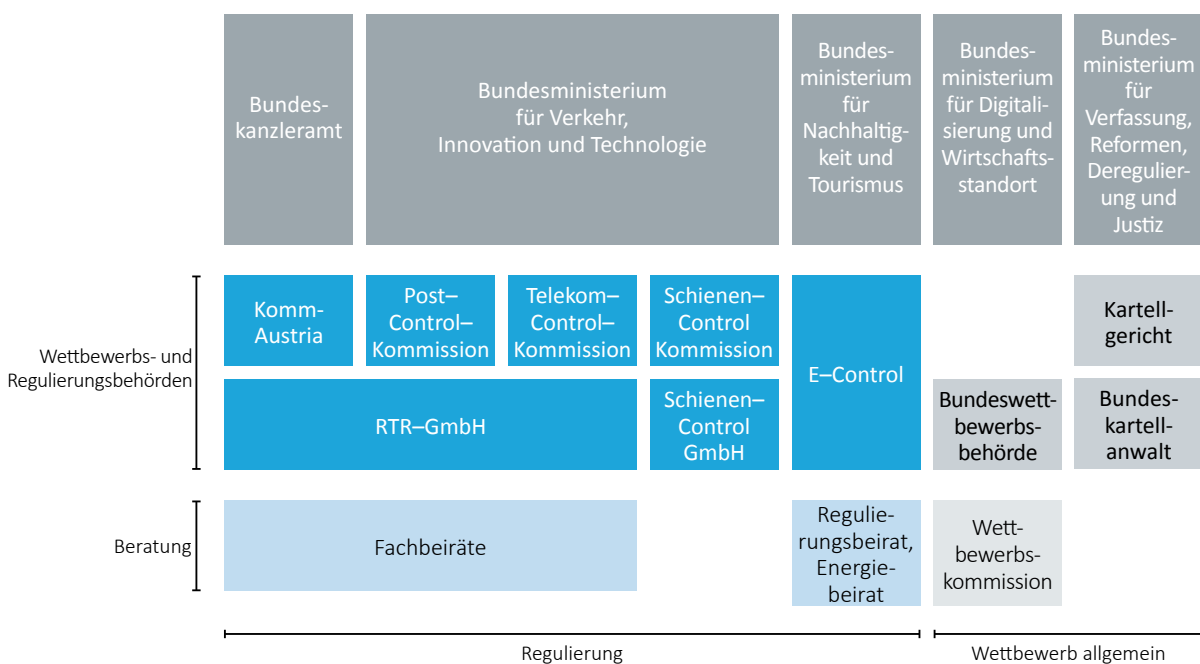 Bundes-
kanzleramt
Bundesministerium
für Verkehr,
Innovation und Technologie
Bundes-
ministerium
für
Nachhaltig-
keit und
Tourismus
Bundes-
ministerium
für Digitali-
sierung und
Wirtschafts-
standort
Bundes-
ministerium
für
Verfassung,
Reformen,
Deregulier-
ung und
Justiz
Wettbewerbs- und
Regulierungsbehörden
Komm-
Austria
Post–
Control–
Kommission
Telekom–
Control–
Kommission
Schienen–
Control
Kommission
E–Control
Kartell-
gericht
RTR–GmbH
Schienen–
Control
GmbH
Bundeswett-
bewerbs-
behörde
Bundes-
kartell-
anwalt
Beratung
Fachbeiräte
Regulie-
rungsbeirat,
Energie-
beirat
Wett-
bewerbs-
kommission
Regulierung
Wettbewerb allgemein